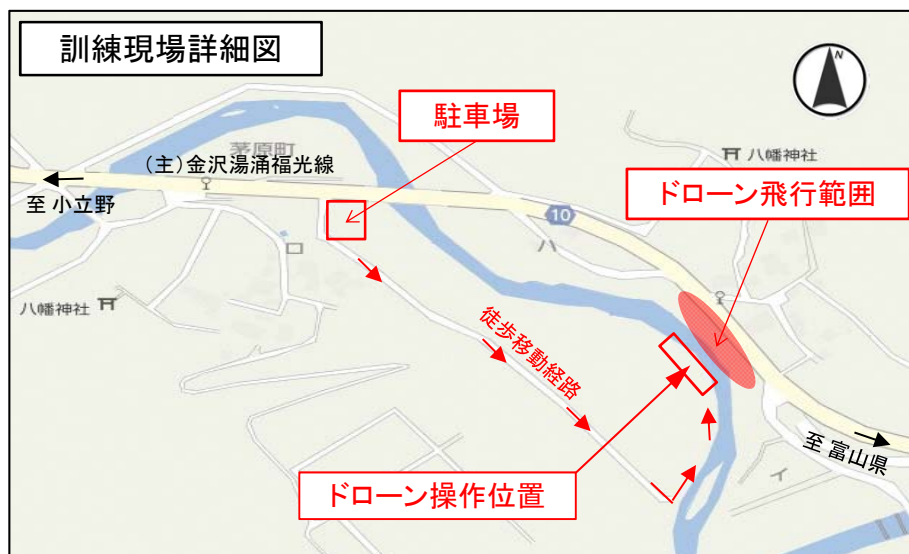 訓練現場詳細図
N
駐車場
茅原町
(主)金沢湯涌福光線
八幡神社
至 小立野
ドローン飛行範囲
10
ロ
ハ
八幡神社
徒歩移動経路
至 富山県
ドローン操作位置
イ